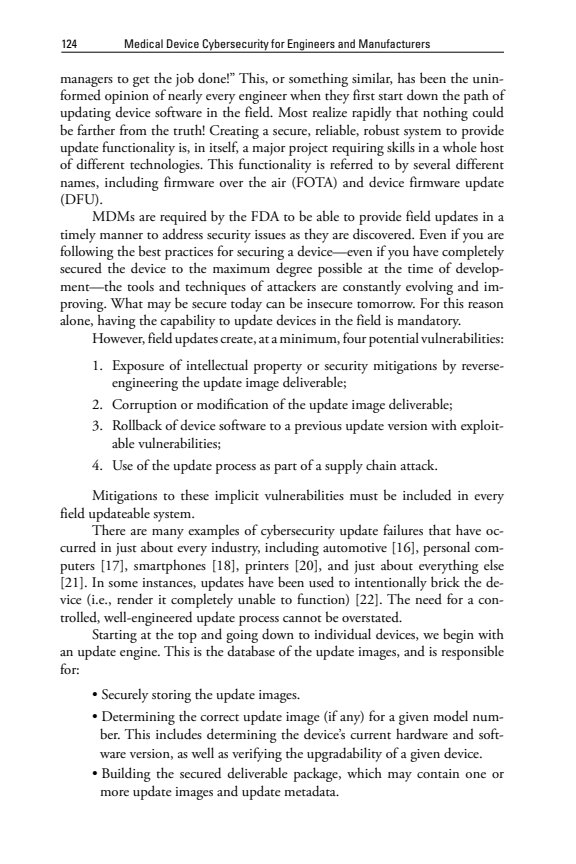 124 Medical Device Cybersecurity for Engineers and Manufacturers
managers to get the job done!” This, or something similar, has been the unin-
formed opinion of nearly every engineer when they first start down the path of
updating device software in the field. Most realize rapidly that nothing could
be farther from the truth! Creating a secure, reliable, robust system to provide
update functionality is, in itself, a major project requiring skills in a whole host
of different technologies. This functionality is referred to by several different
names, including firmware over the air (FOTA) and device firmware update
(DFU).
MDMs are required by the FDA to be able to provide field updates in a
timely manner to address security issues as they are discovered. Even if you are
following the best practices for securing a device—even if you have completely
secured the device to the maximum degree possible at the time of develop-
ment—the tools and techniques of attackers are constantly evolving and im-
proving. What may be secure today can be insecure tomorrow. For this reason
alone, having the capability to update devices in the field is mandatory.
However, field updates create, at a minimum, four potential vulnerabilities:
1. Exposure of intellectual property or security mitigations by reverse-
engineering the update image deliverable;
2. Corruption or modification of the update image deliverable;
3. Rollback of device software to a previous update version with exploit-
able vulnerabilities;
4. Use of the update process as part of a supply chain attack.
Mitigations to these implicit vulnerabilities must be included in every
field updateable system.
There are many examples of cybersecurity update failures that have oc-
curred in just about every industry, including automotive [16], personal com-
puters [17], smartphones [18], printers [20], and just about everything else
[21]. In some instances, updates have been used to intentionally brick the de-
vice (i.e., render it completely unable to function) [22]. The need for a con-
trolled, well-engineered update process cannot be overstated.
Starting at the top and going down to individual devices, we begin with
an update engine. This is the database of the update images, and is responsible
for:
• Securely storing the update images.
• Determining the correct update image (if any) for a given model num-
ber. This includes determining the device’s current hardware and soft-
ware version, as well as verifying the upgradability of a given device.
• Building the secured deliverable package, which may contain one or
more update images and update metadata.